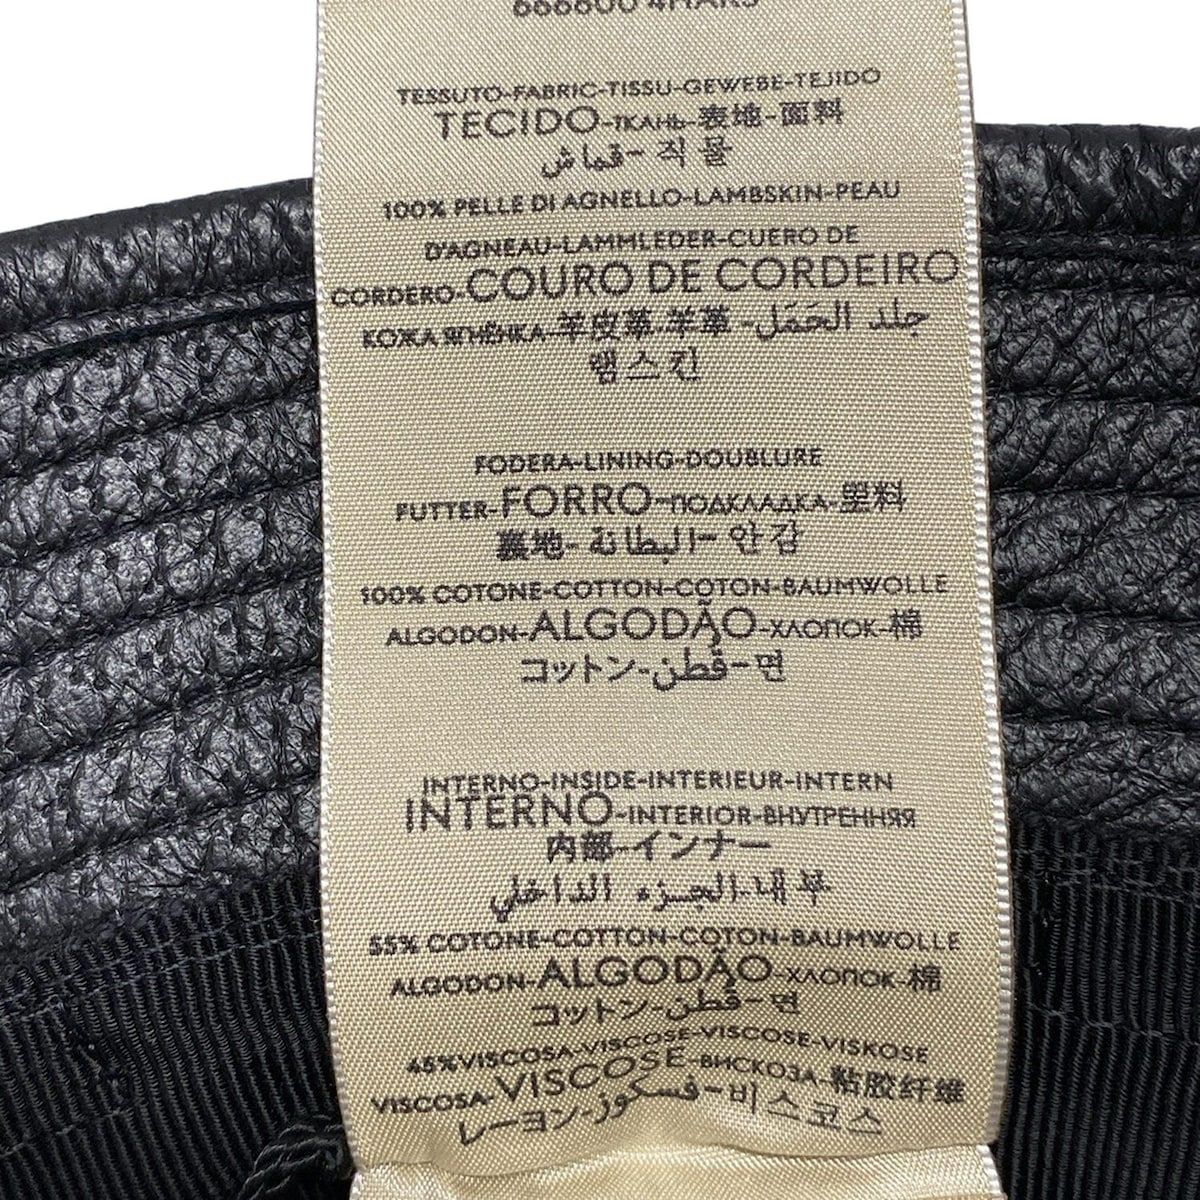 TESSUTO-FABRIC-TISSU-GEWEBE-TEJIDO
TECIDO-ТКАНЬ-表地-面料
قماش-직물
100% PELLE DI AGNELLO-LAMBSKIN-PEAU
D'AGNEAU-LAMMLEDER-CUERO DE
CORDERO-COURO DE CORDEIRO
КОЖА ЯГНЁНКА-羊皮革-羊革-جلد الحَمَل
램스킨
FODERA-LINING-DOUBLURE
FUTTER-FORRO-ПОДКЛАДКА-里料
裏地-البطانة-안감
100% COTONE-COTTON-COTON-BAUMWOLLE
ALGODON-ALGODÃO-ХЛОПОК-棉
コットン-قطن-면
INTERNO-INSIDE-INTERIEUR-INTERN
INTERNO-INTERIOR-ВНУТРЕННЯЯ
内部-インナー
الجزء الداخلي-내부
55% COTONE-COTTON-COTON-BAUMWOLLE
ALGODON-ALGODÃO-ХЛОПОК-棉
コットン-قطن-면
45% VISCOSA-VISCOSE-VISCOSE-VISKOSE
VISCOSA-VISCOSE-ВИСКОЗА-粘胶纤维
レーヨン-فسكوز-비스코스